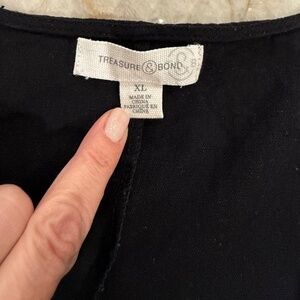 TREASURE & BOND
&
XL
MADE IN
CHINA
FABRIQUÉ EN
CHINE